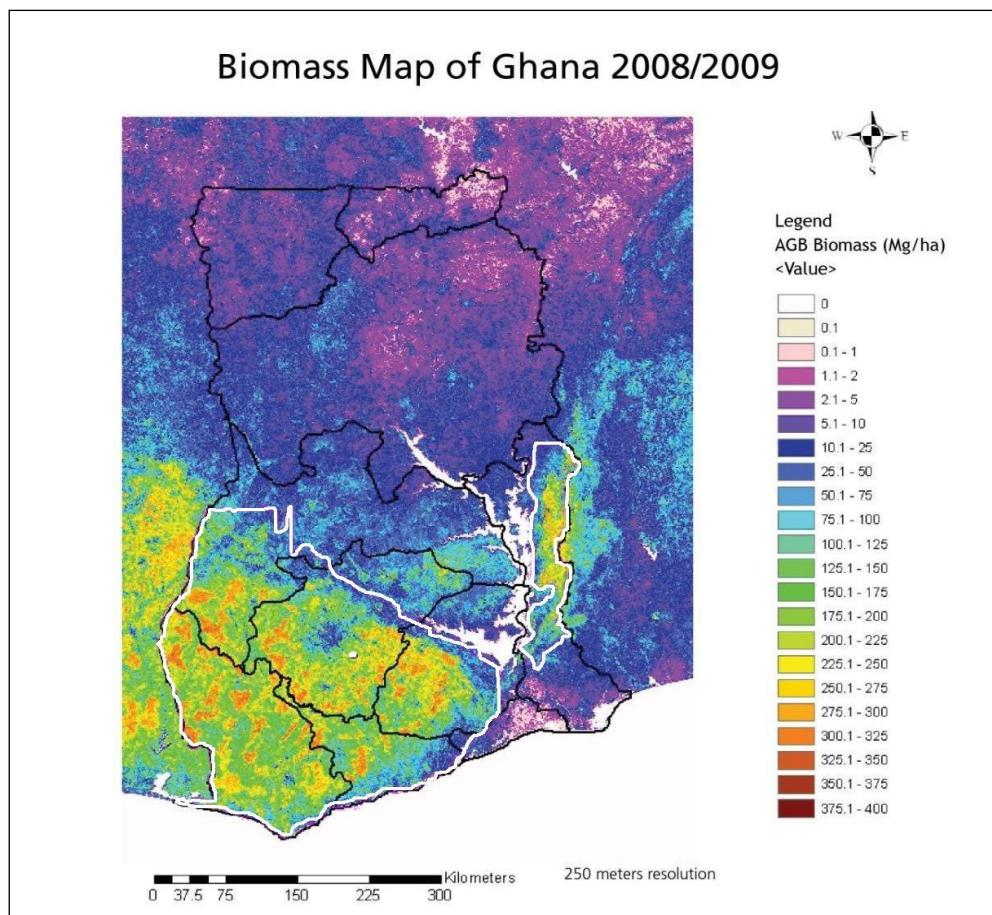 Biomass Map of Ghana 2008/2009
W E
S
Legend
AGB Biomass (Mg/ha)
<Value>
0
0.1
0.1 - 1
1.1 - 2
2.1 - 5
5.1 - 10
10.1 - 25
25.1 - 50
50.1 - 75
75.1 - 100
100.1 - 125
125.1 - 150
150.1 - 175
175.1 - 200
200.1 - 225
225.1 - 250
250.1 - 275
275.1 - 300
300.1 - 325
325.1 - 350
350.1 - 375
375.1 - 400
Kilometers
0 37.5 75 150 225 300
250 meters resolution